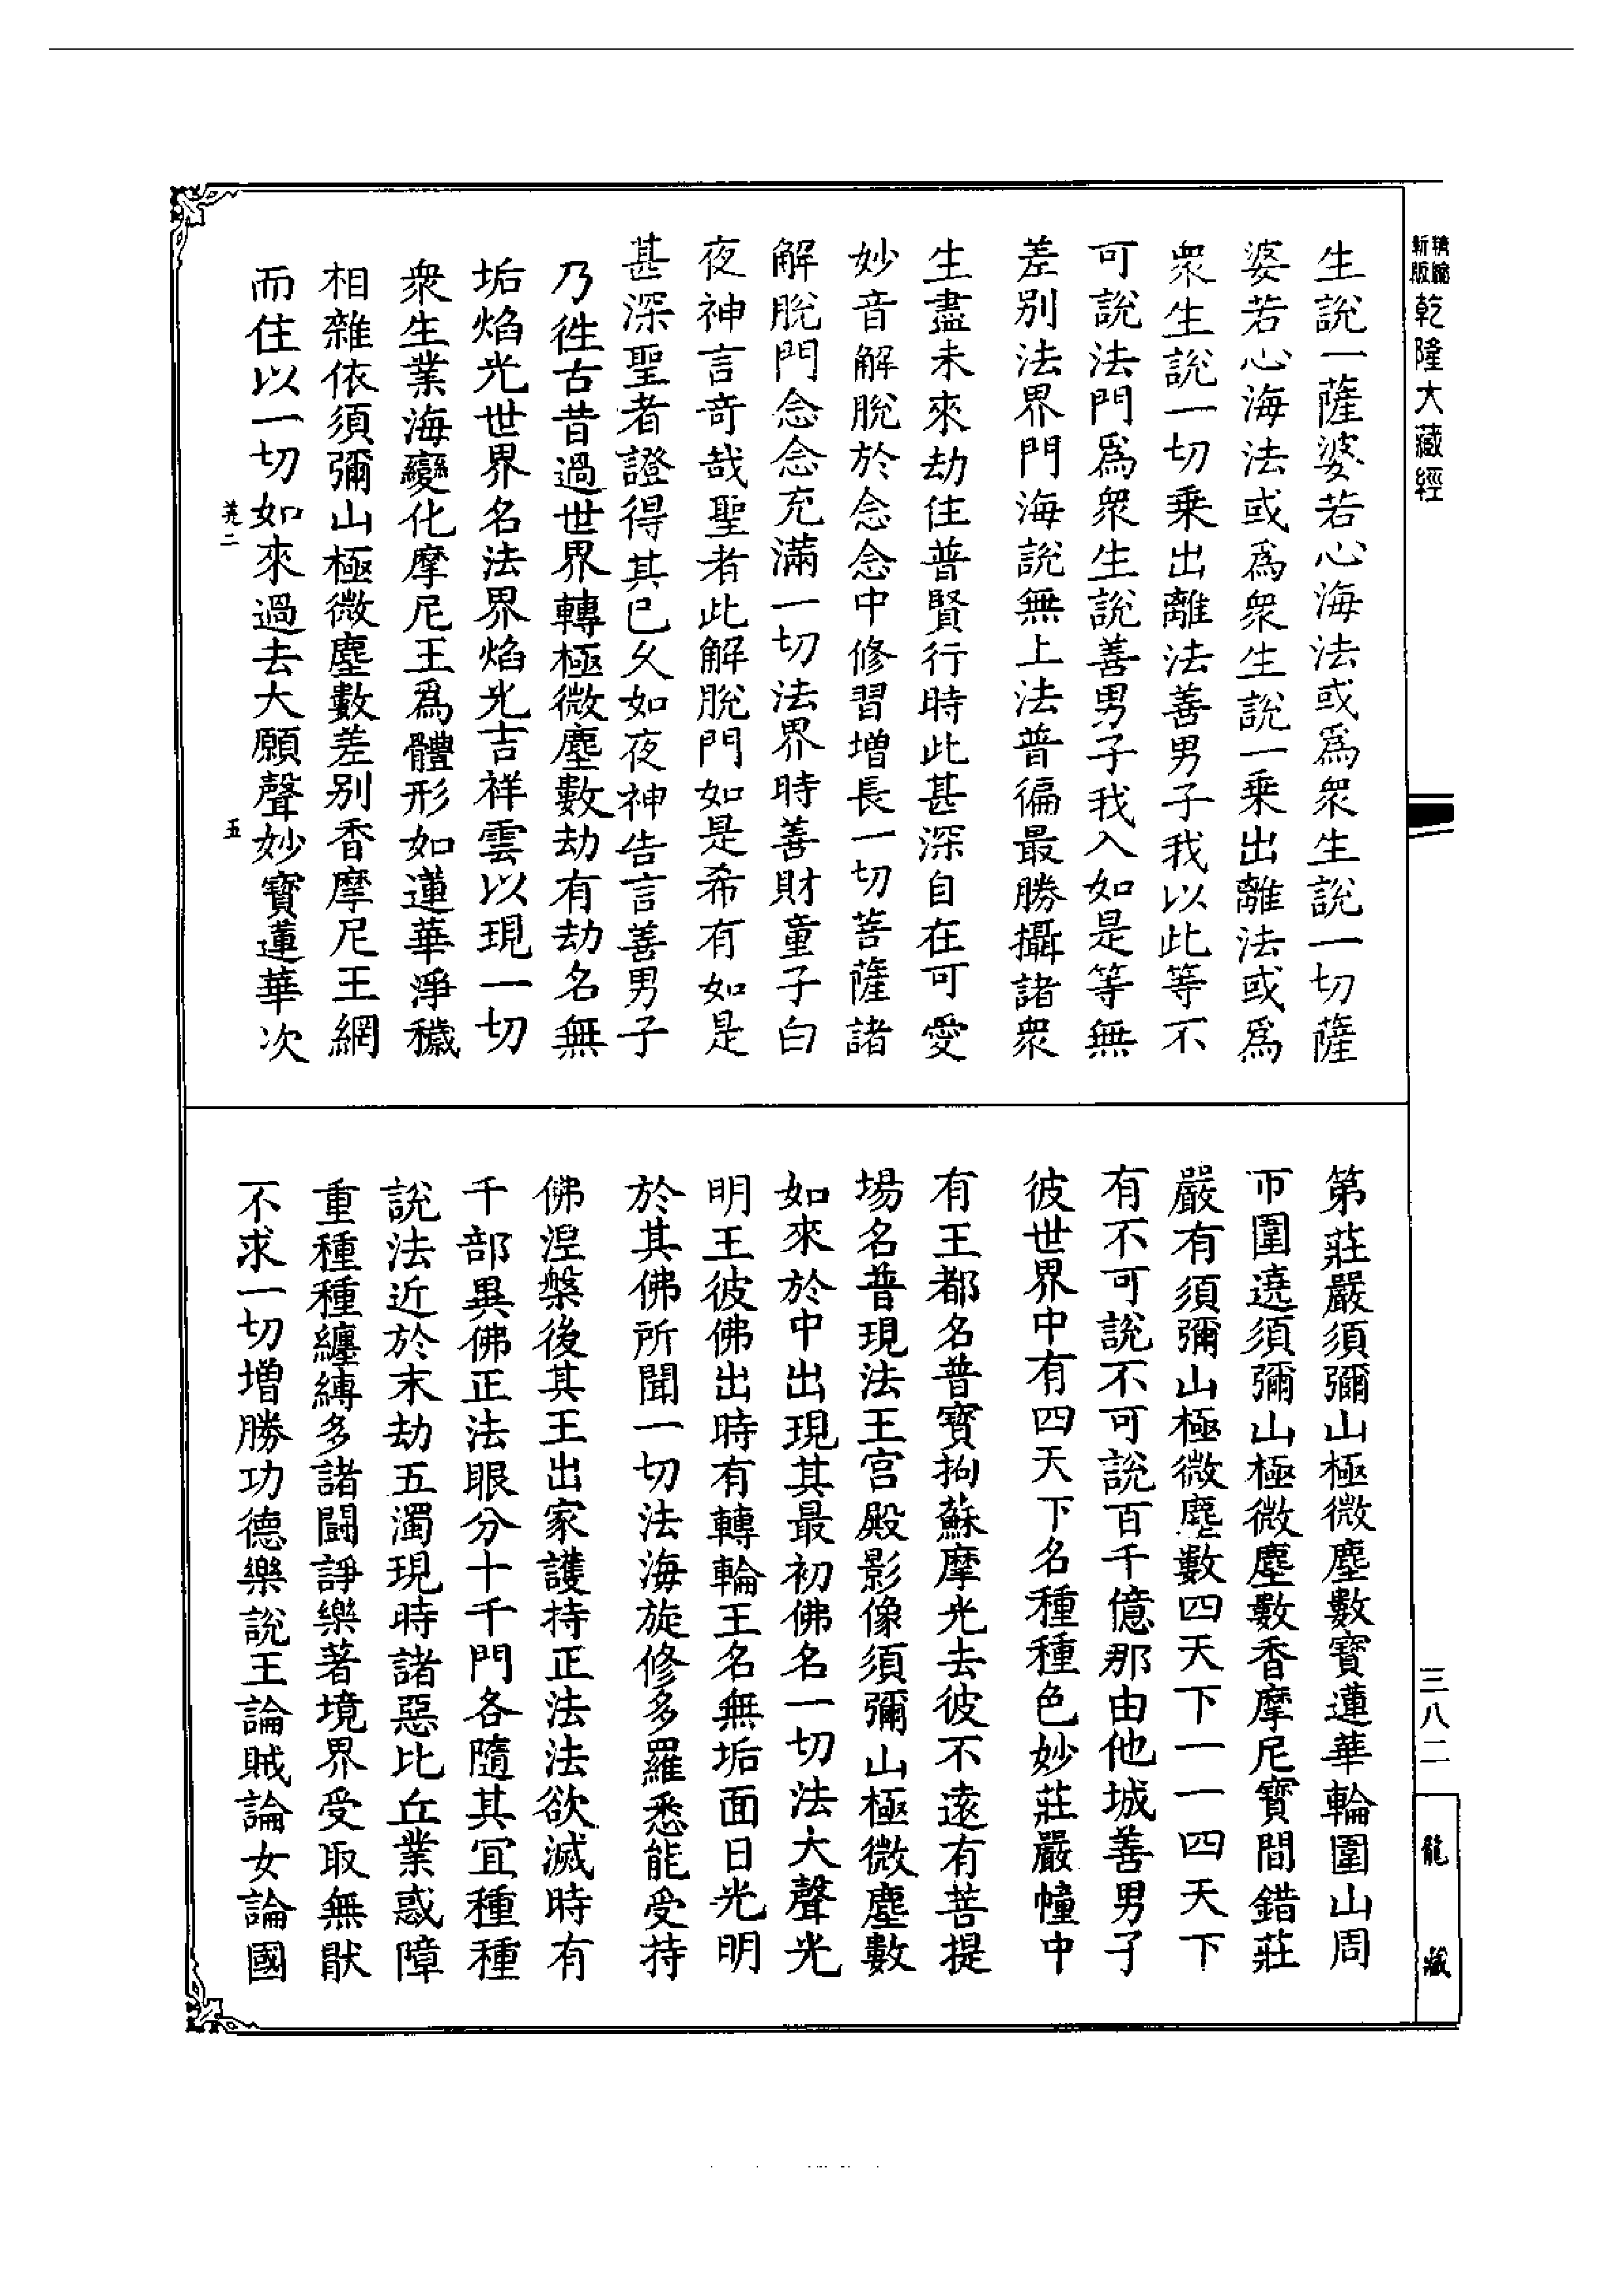 精縮新版 乾隆大藏經
生說一薩婆若心海法或爲衆生說一切薩
婆若心海法或爲衆生說一乘出離法或爲
衆生說一切乘出離法善男子我以此等不
可說法門爲衆生說善男子我入如是等無
差別法界門海說無上法普徧最勝攝諸衆
生盡未來劫住普賢行時此甚深自在可愛
妙音解脫於念念中修習增長一切菩薩諸
解脫門念念充滿一切法界時善財童子白
夜神言奇哉聖者此解脫門如是希有如是
甚深聖者證得其已久如夜神告言善男子
乃徃古昔過世界轉極微塵數劫有劫名無
垢焰光世界名法界焰光吉祥雲以現一切
衆生業海變化摩尼王爲體形如蓮華淨穢
相雜依須彌山極微塵數差別香摩尼王網
而住以一切如來過去大願聲妙寳蓮華次
英二
五
第莊嚴須彌山極微塵數寳蓮華輪圍山周
帀圍遶須彌山極微塵數香摩尼寳間錯莊
嚴有須彌山極微塵數四天下一一四天下
有不可說不可說百千億那由他城善男子
彼世界中有四天下名種種色妙莊嚴幢中
有王都名普寳拘蘇摩光去彼不遠有菩提
場名普現法王宮殿影像須彌山極微塵數
如來於中出現其最初佛名一切法大聲光
明王彼佛出時有轉輪王名無垢面日光明
於其佛所聞一切法海旋修多羅悉能受持
佛涅槃後其王出家護持正法法欲滅時有
千部異佛正法眼分十千門各隨其宜種種
說法近於末劫五濁現時諸惡比丘業惑障
重種種纏縛多諸鬬諍樂著境界受取無猒
不求一切增勝功德樂說王論賊論女論國
三八二
龍藏